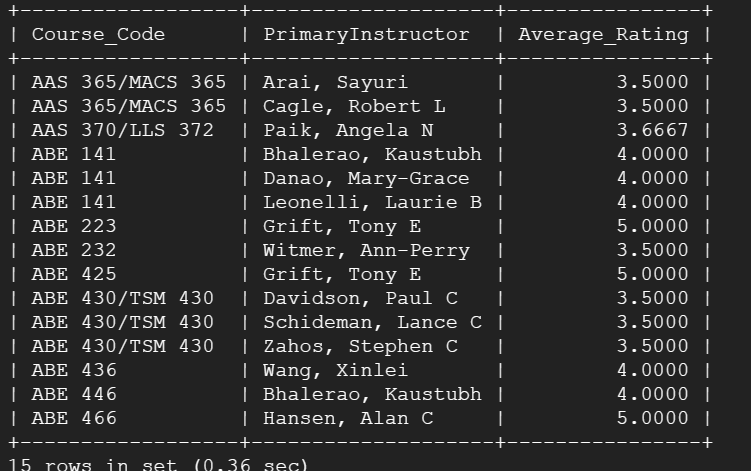 +-------------------+---------------------+----------------+
| Course_Code       | PrimaryInstructor   | Average_Rating |
+-------------------+---------------------+----------------+
| AAS 365/MACS 365 | Arai, Sayuri        |         3.5000 |
| AAS 365/MACS 365 | Cagle, Robert L     |         3.5000 |
| AAS 370/LLS 372  | Paik, Angela N      |         3.6667 |
| ABE 141          | Bhalerao, Kaustubh  |         4.0000 |
| ABE 141          | Danao, Mary-Grace   |         4.0000 |
| ABE 141          | Leonelli, Laurie B  |         4.0000 |
| ABE 223          | Grift, Tony E       |         5.0000 |
| ABE 232          | Witmer, Ann-Perry   |         3.5000 |
| ABE 425          | Grift, Tony E       |         5.0000 |
| ABE 430/TSM 430  | Davidson, Paul C    |         3.5000 |
| ABE 430/TSM 430  | Schideman, Lance C  |         3.5000 |
| ABE 430/TSM 430  | Zahos, Stephen C    |         3.5000 |
| ABE 436          | Wang, Xinlei        |         4.0000 |
| ABE 446          | Bhalerao, Kaustubh  |         4.0000 |
| ABE 466          | Hansen, Alan C      |         5.0000 |
+-------------------+---------------------+----------------+
15 rows in set (0.36 sec)